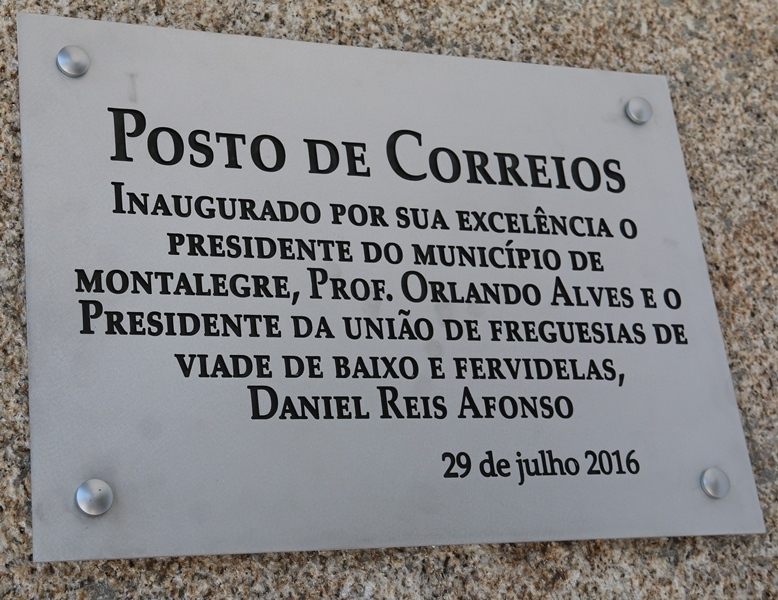 POSTO DE CORREIOS
INAUGURADO POR SUA EXCELÊNCIA O
PRESIDENTE DO MUNICÍPIO DE
MONTALEGRE, PROF. ORLANDO ALVES E O
PRESIDENTE DA UNIÃO DE FREGUESIAS DE
VIADE DE BAIXO E FERVIDELAS,
DANIEL REIS AFONSO
29 de julho 2016